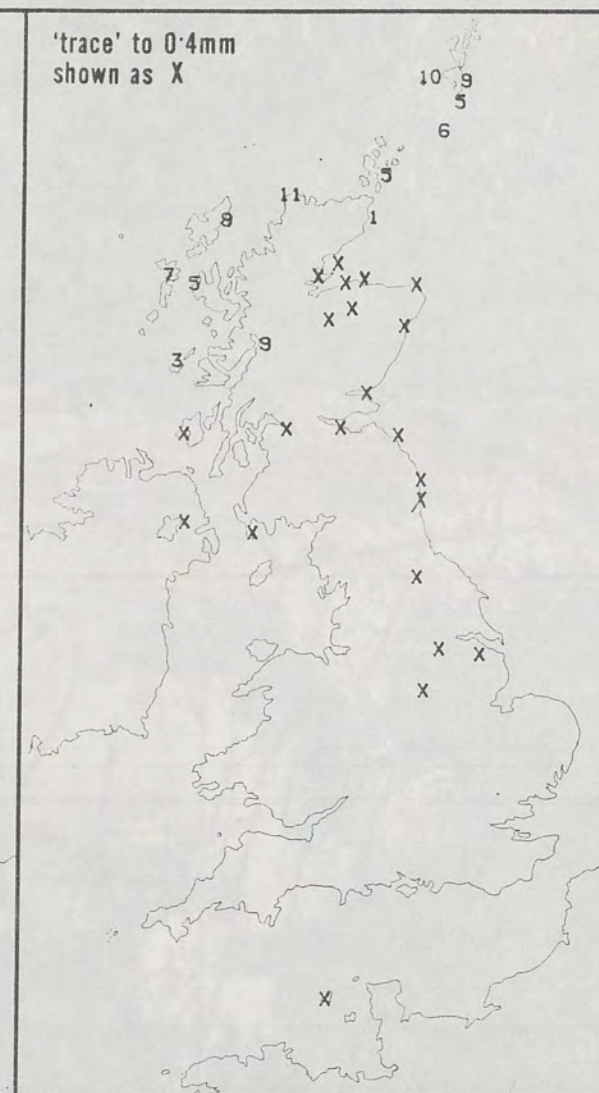 'trace' to 0·4mm
shown as X
10 9
5
6
5
11
8 1
X
7 X X X X
5
X X
X
9
3
X
X X X X
X
X
X X
X
X X
X
X